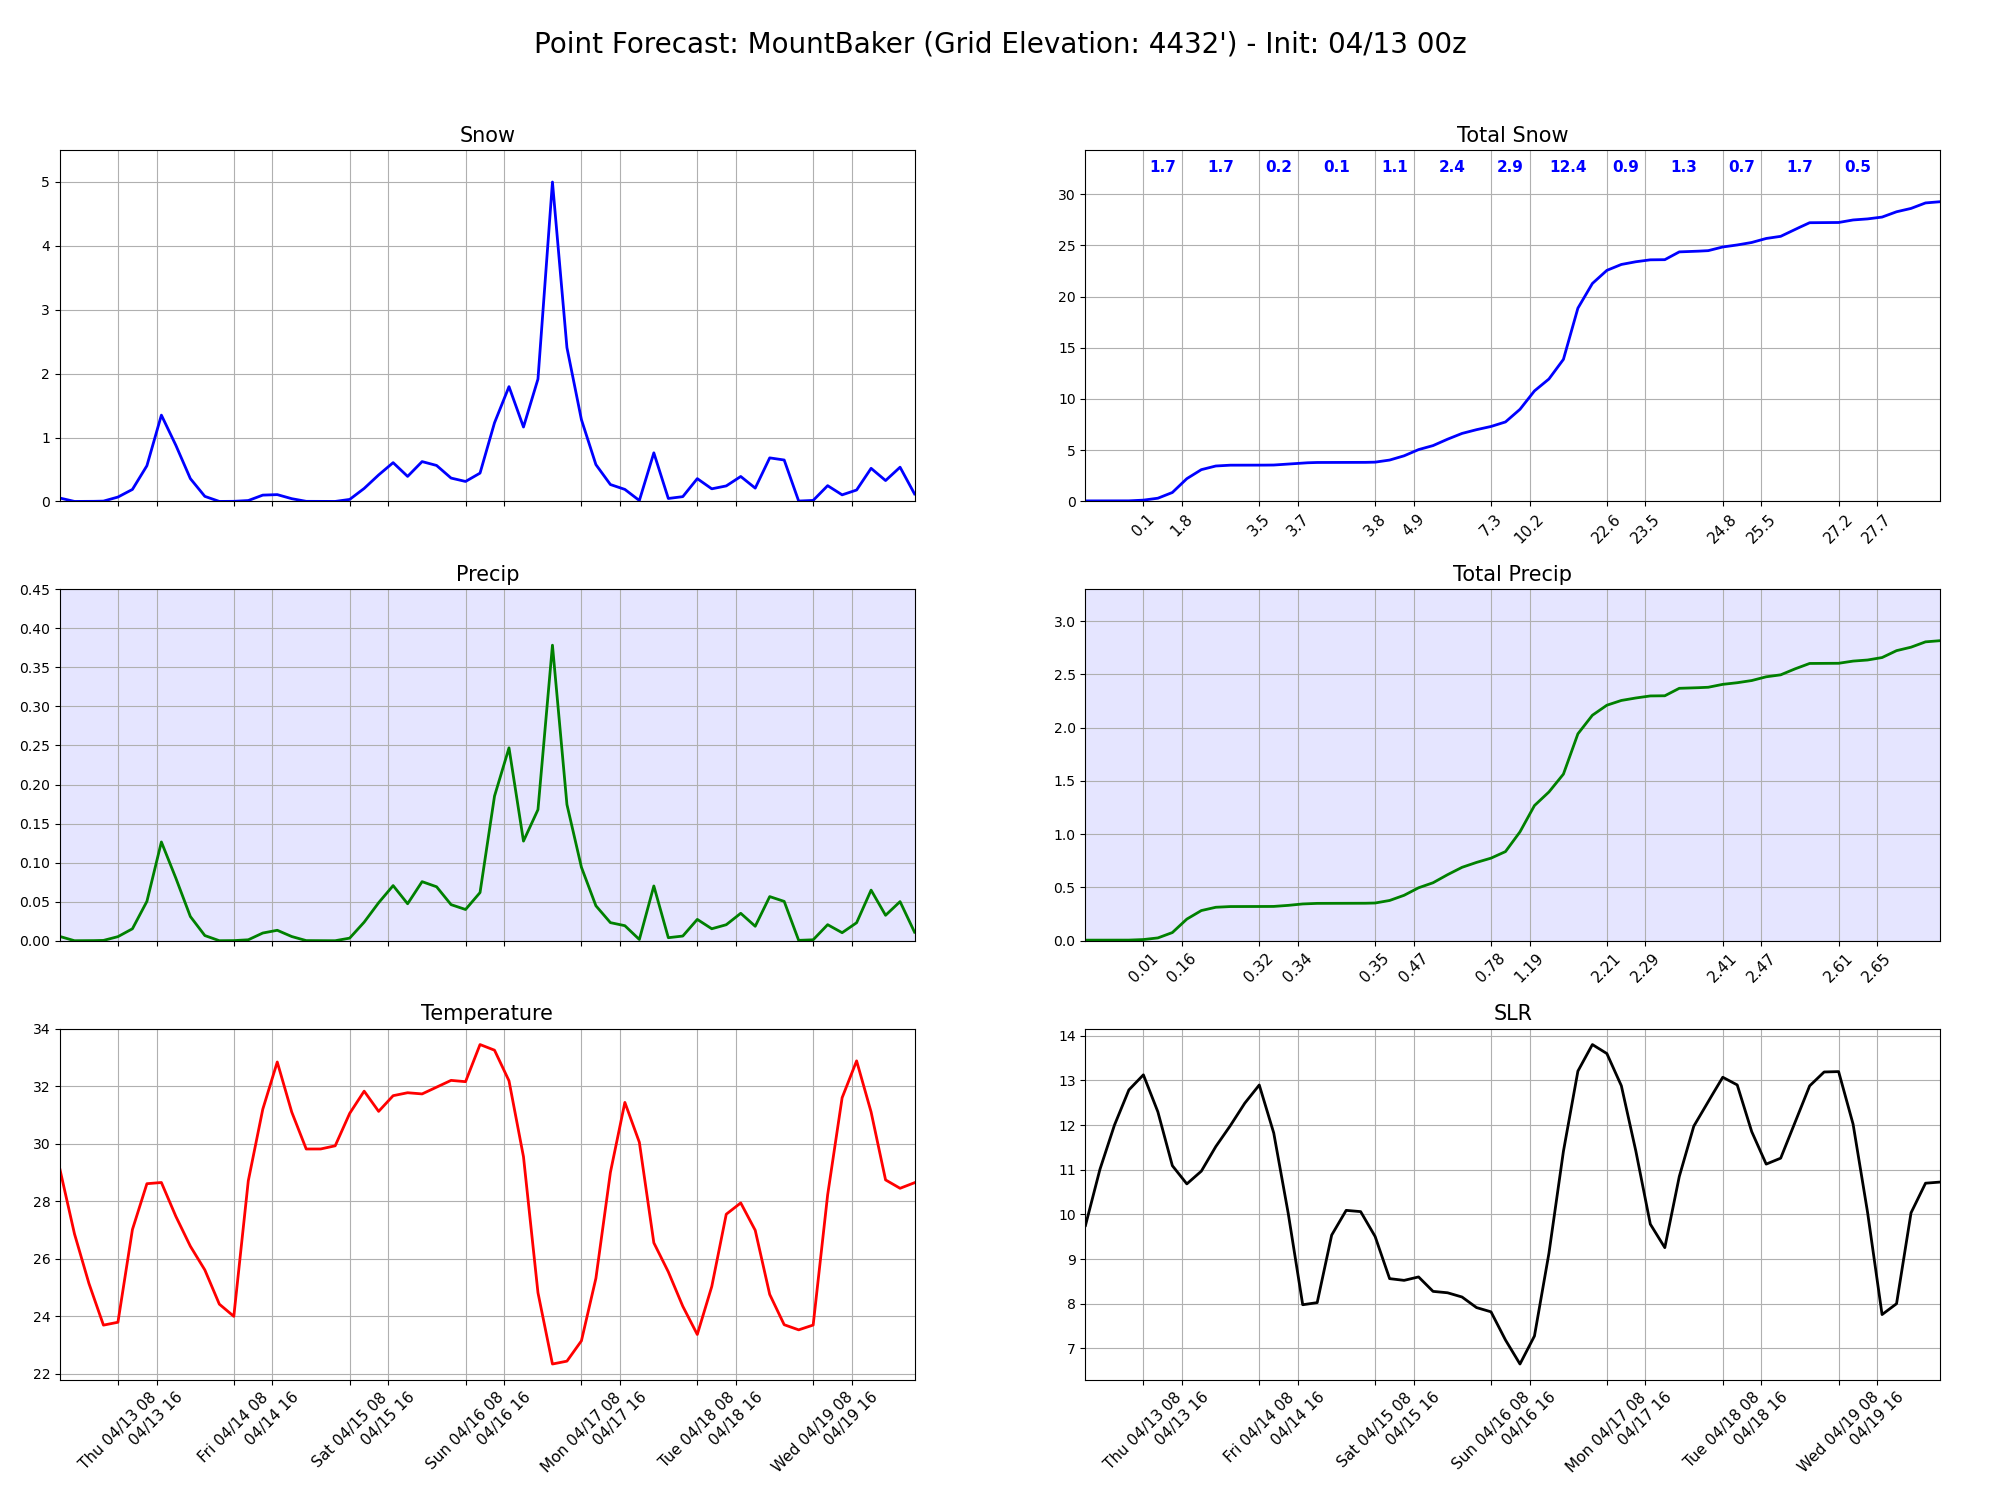 Point Forecast: MountBaker (Grid Elevation: 4432') - Init: 04/13 00z
Snow
5
4
3
2
1
0
Total Snow
1.7 1.7 0.2 0.1 1.1 2.4 2.9 12.4 0.9 1.3 0.7 1.7 0.5
30
25
20
15
10
5
0
0.1 1.8 3.5 3.7 3.8 4.9 7.3 10.2 22.6 23.5 24.8 25.5 27.2 27.7
Precip
0.45
0.40
0.35
0.30
0.25
0.20
0.15
0.10
0.05
0.00
Total Precip
3.0
2.5
2.0
1.5
1.0
0.5
0.0
0.01 0.16 0.32 0.34 0.35 0.47 0.78 1.19 2.21 2.29 2.41 2.47 2.61 2.65
Temperature
34
32
30
28
26
24
22
Thu 04/13 08
04/13 16
Fri 04/14 08
04/14 16
Sat 04/15 08
04/15 16
Sun 04/16 08
04/16 16
Mon 04/17 08
04/17 16
Tue 04/18 08
04/18 16
Wed 04/19 08
04/19 16
SLR
14
13
12
11
10
9
8
7
Thu 04/13 08
04/13 16
Fri 04/14 08
04/14 16
Sat 04/15 08
04/15 16
Sun 04/16 08
04/16 16
Mon 04/17 08
04/17 16
Tue 04/18 08
04/18 16
Wed 04/19 08
04/19 16